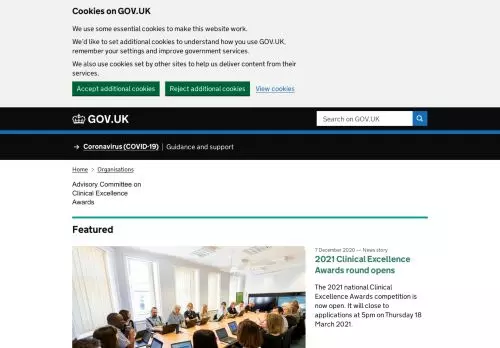 Cookies on GOV.UK
We use some essential cookies to make this website work.
We'd like to set additional cookies to understand how you use GOV.UK,
remember your settings and improve government services.
We also use cookies set by other sites to help us deliver content from their
services.
Accept additional cookies Reject additional cookies View cookies
GOV.UK Search on GOV.UK
→ Coronavirus (COVID-19) | Guidance and support
Home > Organisations
Advisory Committee on
Clinical Excellence
Awards
Featured
7 December 2020 — News story
2021 Clinical Excellence
Awards round opens
The 2021 national Clinical
Excellence Awards competition is
now open. It will close to
applications at 5pm on Thursday 18
March 2021.